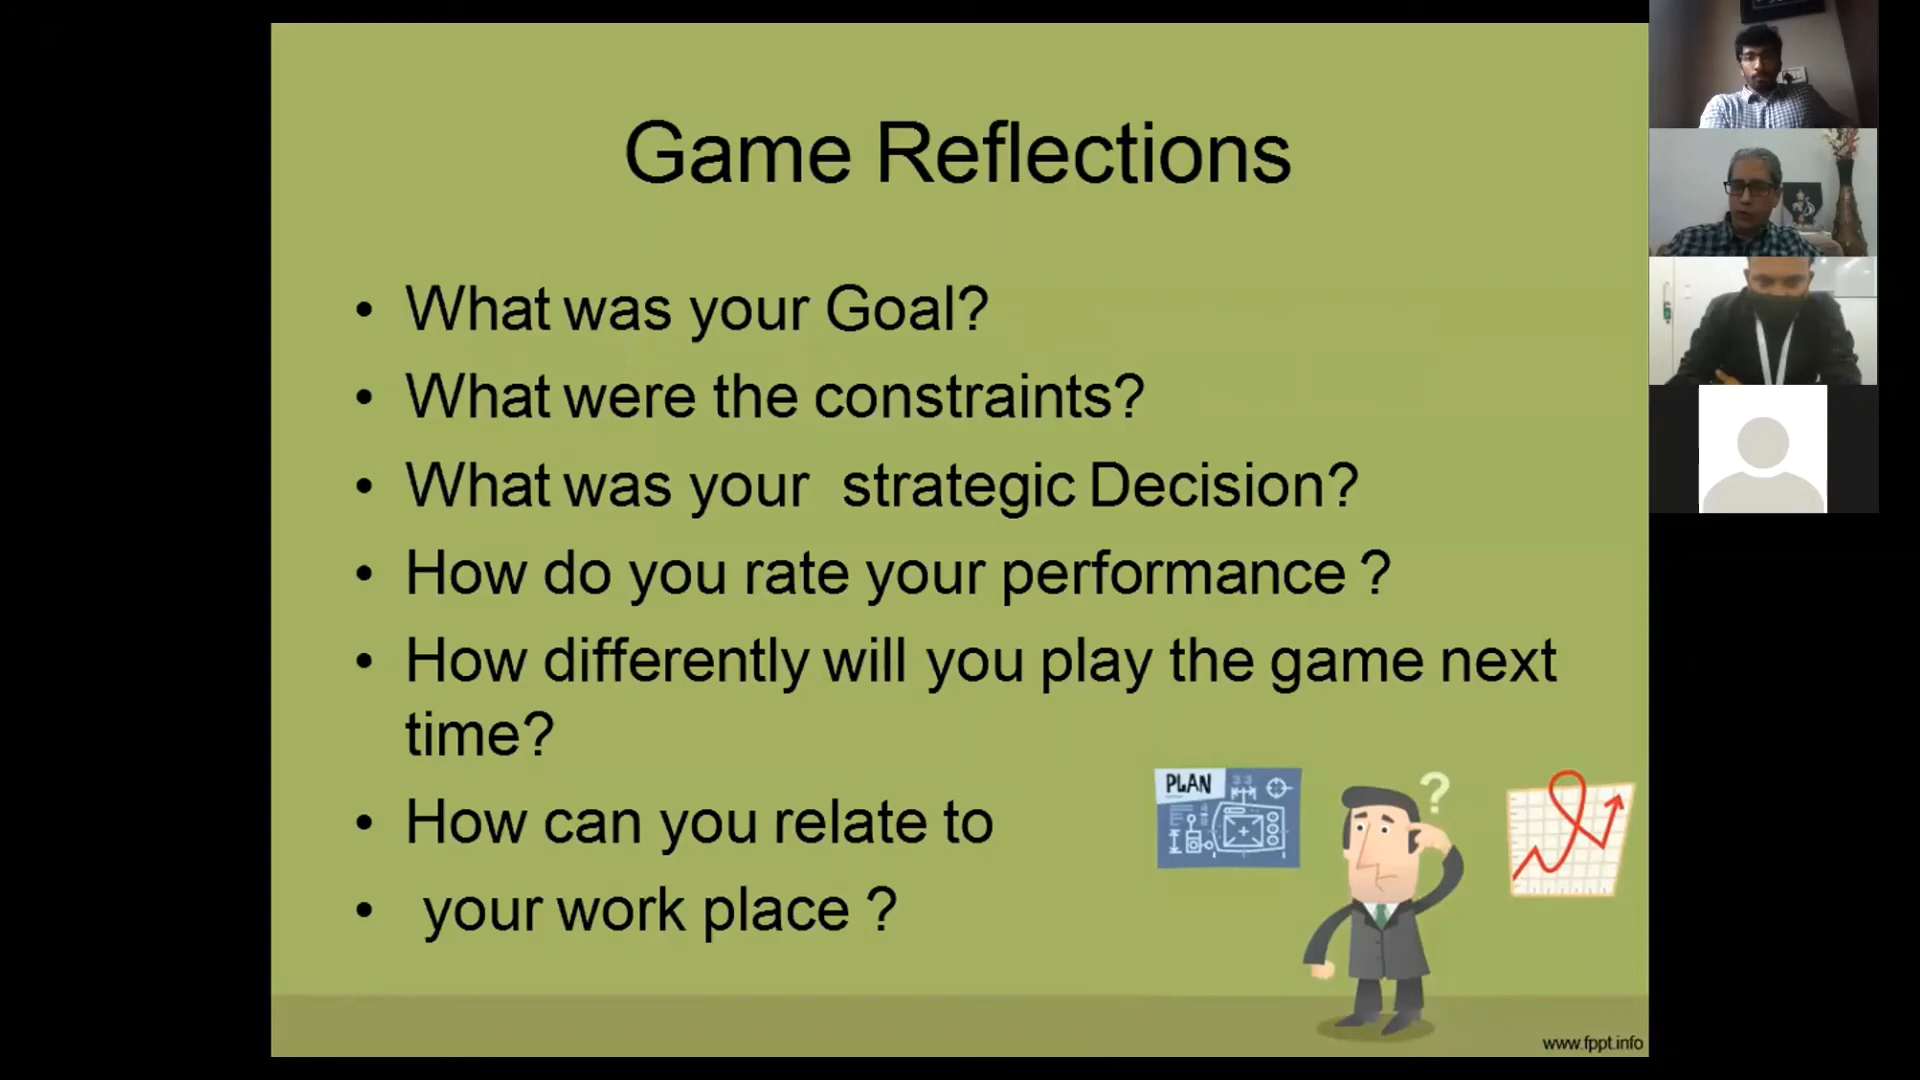 Game Reflections
• What was your Goal?
• What were the constraints?
• What was your  strategic Decision?
• How do you rate your performance ?
• How differently will you play the game next
time?
• How can you relate to
•  your work place ?
PLAN
?
www.fppt.info